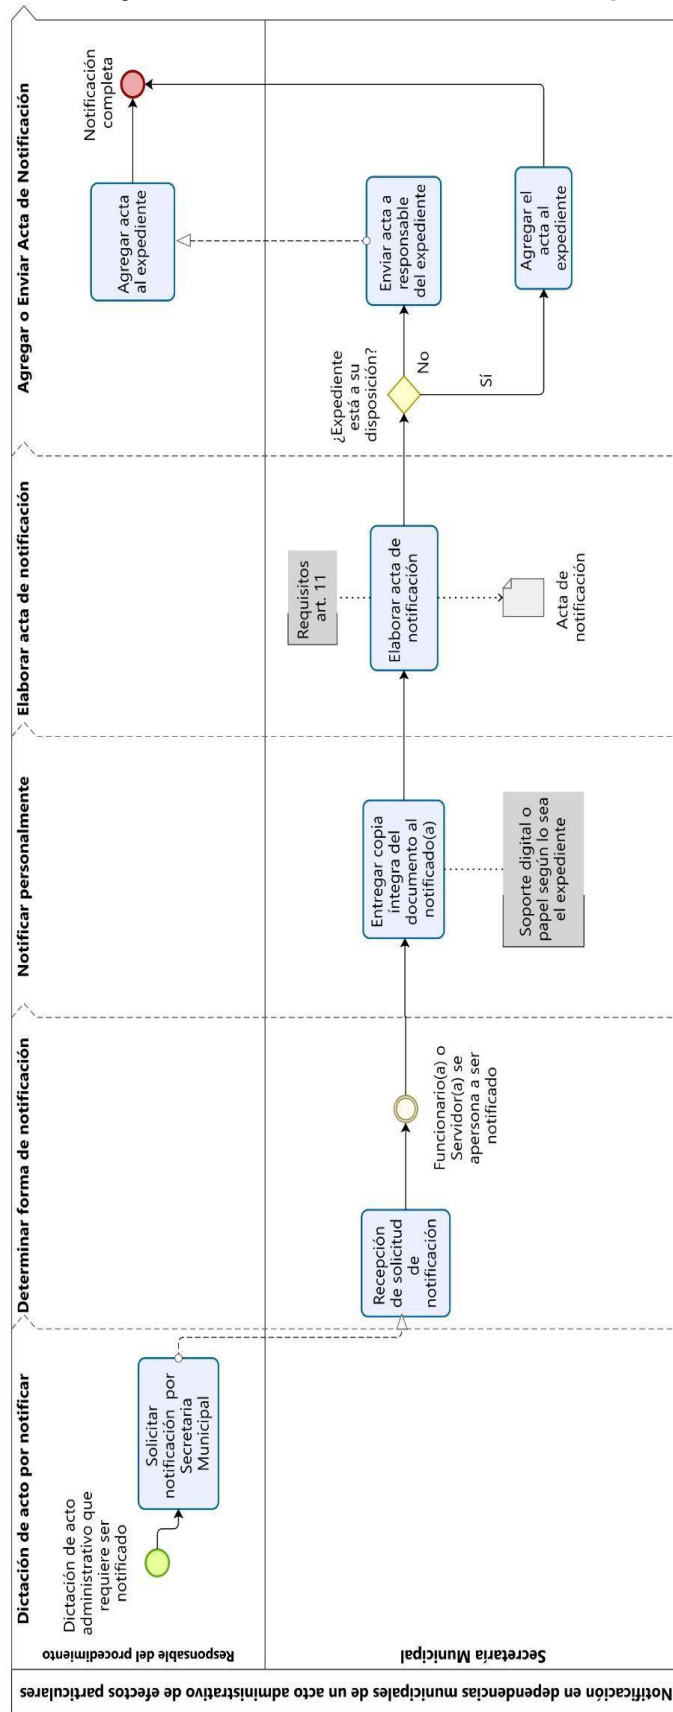 Notificación en dependencias municipales de un acto administrativo de efectos particulares
Responsable del procedimiento
Secretaría Municipal
Dictación de acto por notificar
Determinar forma de notificación
Notificar personalmente
Elaborar acta de notificación
Agregar o Enviar Acta de Notificación
Dictación de acto
administrativo que
requiere ser
notificado
Solicitar
notificación por
Secretaria
Municipal
Recepción
de solicitud
de
notificación
Funcionario(a) o
Servidor(a) se
apersona a ser
notificado
Entregar copia
íntegra del
documento al
notificado(a)
Soporte digital o
papel según lo sea
el expediente
Requisitos
art. 11
Elaborar acta de
notificación
Acta de
notificación
¿Expediente
está a su
disposición?
No
Sí
Enviar acta a
responsable
del expediente
Agregar el
acta al
expediente
Agregar acta
al expediente
Notificación
completa